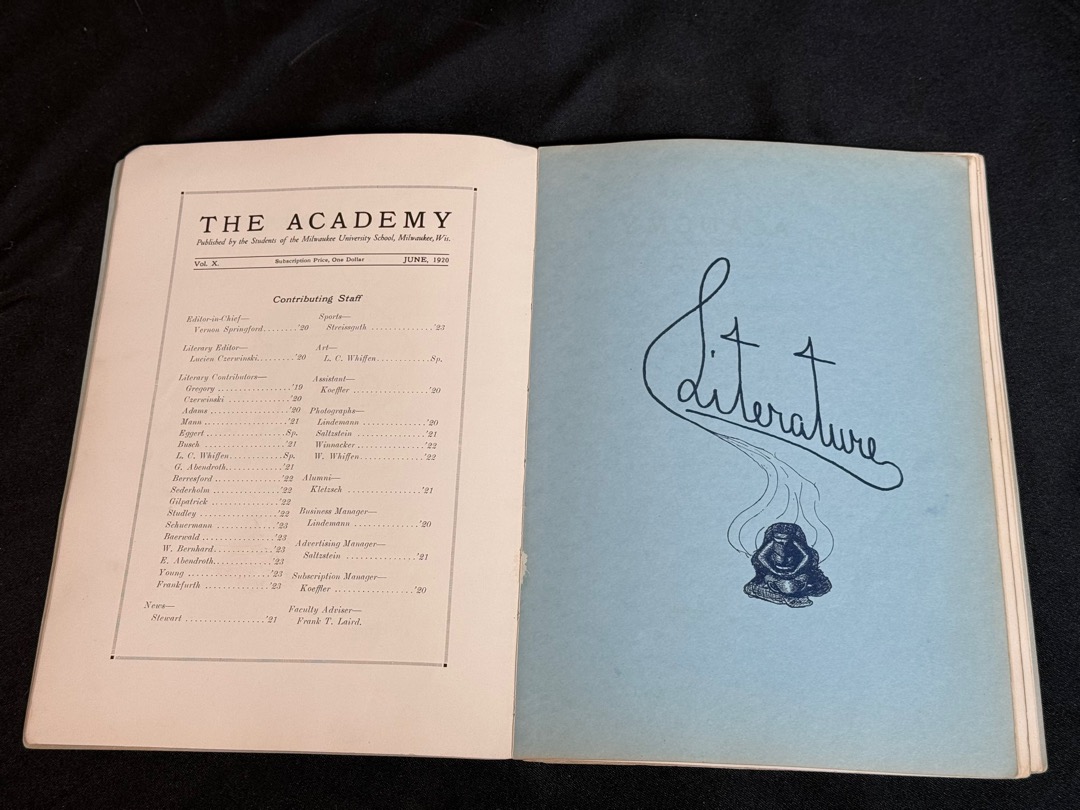 THE ACADEMY
Published by the Students of the Milwaukee University School, Milwaukee, Wis.
Vol. X. Subscription Price, One Dollar JUNE, 1920
Contributing Staff
Editor-in-Chief—
Vernon Springford........'20
Literary Editor—
Lucien Czerwinski.........'20
Literary Contributors—
Gregory ..................'19
Czerwinski ................'20
Adams ....................'20
Mann .....................'21
Eggert ....................Sp.
Busch .....................'21
L. C. Whiffen..............Sp.
G. Abendroth...............'21
Berresford .................'22
Sederholm .................'22
Gilpatrick .................'22
Studley ...................'22
Schuermann ...............'23
Baerwald ..................'23
W. Bernhard...............'23
E. Abendroth...............'23
Young .....................'23
Frankfurth .................'23
News—
Stewart ...................'21
Sports—
Streissguth ................'23
Art—
L. C. Whiffen..............Sp.
Assistant—
Koeffler ...................'20
Photographs—
Lindemann .................'20
Saltzstein ..................'21
Winnacker .................'22
W. Whiffen.................'22
Alumni—
Kletzsch ...................'21
Business Manager—
Lindemann .................'20
Advertising Manager—
Saltzstein ..................'21
Subscription Manager—
Koeffler ...................'20
Faculty Adviser—
Frank T. Laird.
Literature